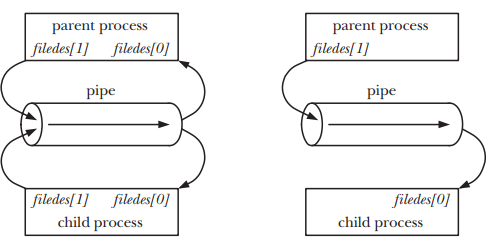 parent process
filedes[1] filedes[0]
pipe
filedes[1] filedes[0]
child process
parent process
filedes[1]
pipe
filedes[0]
child process